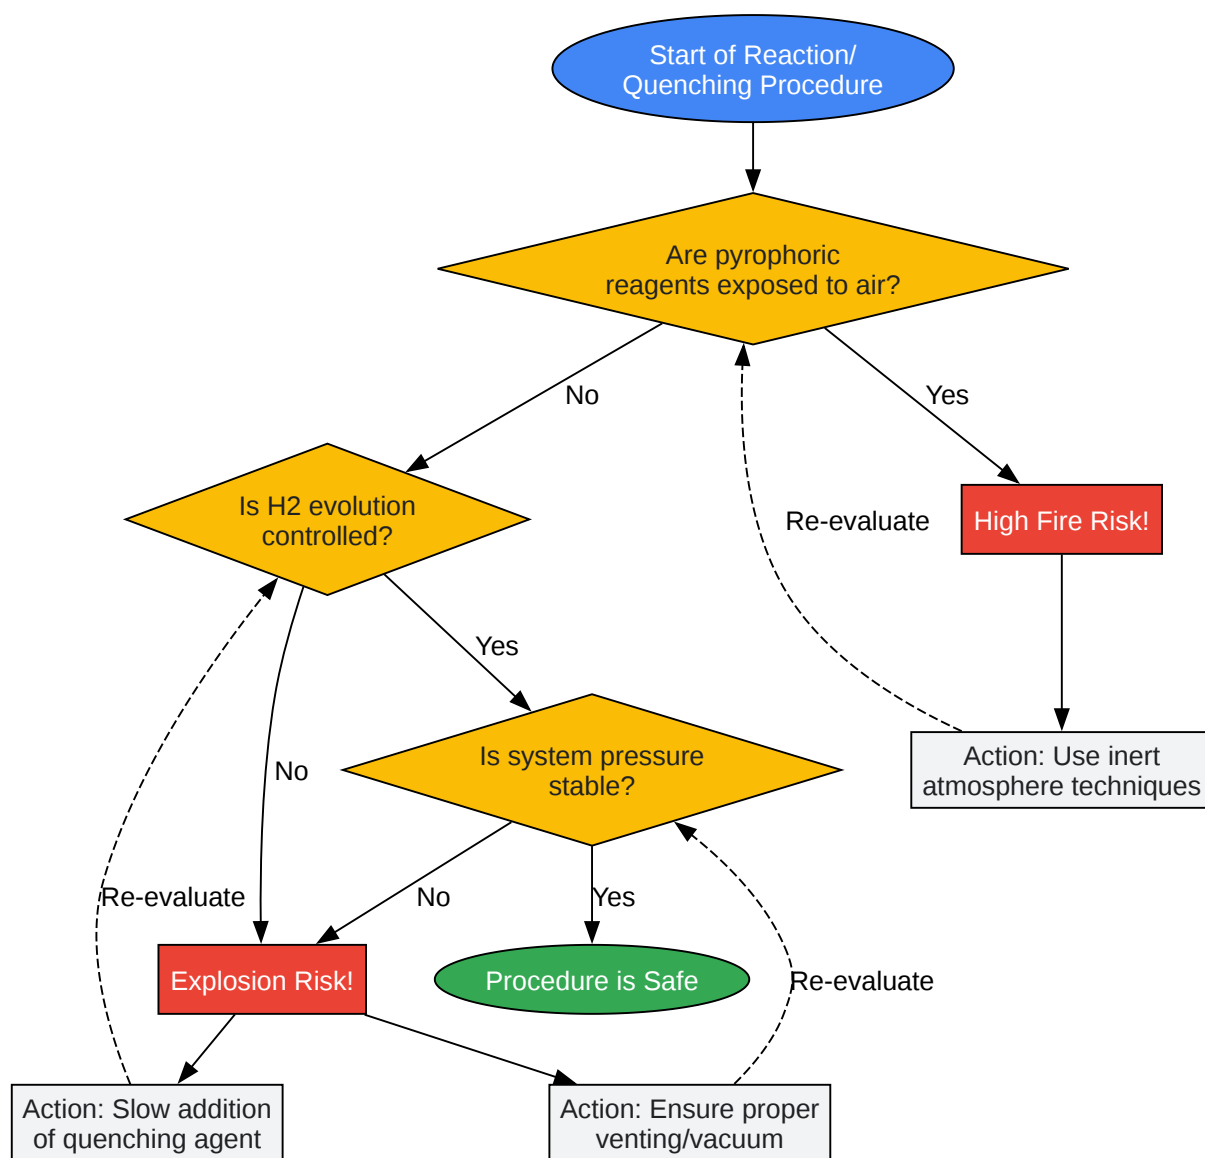 Start of Reaction/
Quenching Procedure
Are pyrophoric
reagents exposed to air?
No
Yes
Is H2 evolution
controlled?
Re-evaluate
High Fire Risk!
Yes
No
Is system pressure
stable?
Action: Use inert
atmosphere techniques
Re-evaluate
No
Yes
Explosion Risk!
Procedure is Safe
Re-evaluate
Action: Slow addition
of quenching agent
Action: Ensure proper
venting/vacuum